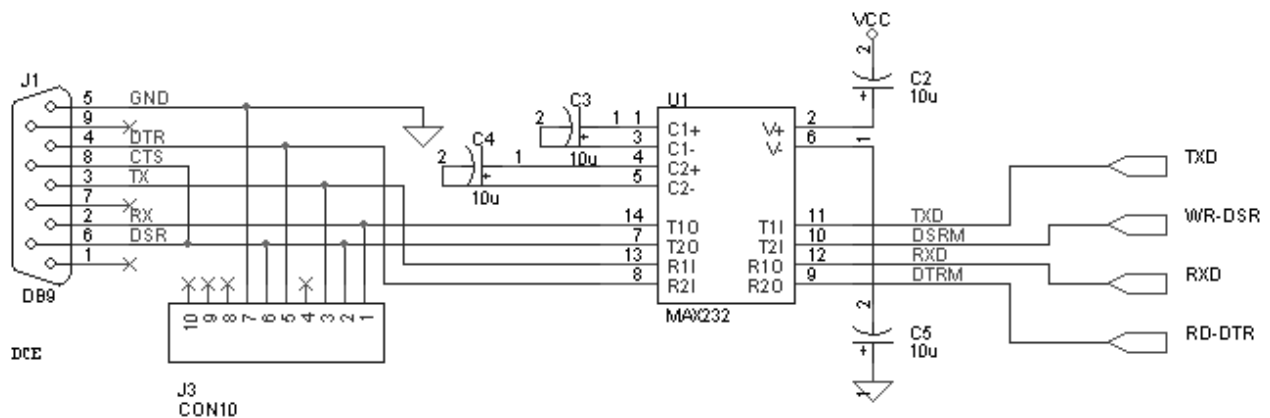 VCC
2
C2
10u
1
J1
5 GND
9
4 DTR
8 CTS
3 TX
7
2 RX
6 DSR
1
DB9
DCE
C3
2 1
10u
C4
2 1
10u
U1
1 C1+ V+ 2
3 C1- V- 6
4 C2+
5 C2-
14 T1O T1I 11 TXD
7 T2O T2I 10 DSRM
13 R1I R1O 12 RXD
8 R2I R2O 9 DTRM
MAX232
TXD
WR-DSR
RXD
RD-DTR
2
C5
10u
1
10 9 8 7 6 5 4 3 2 1
J3
CON10